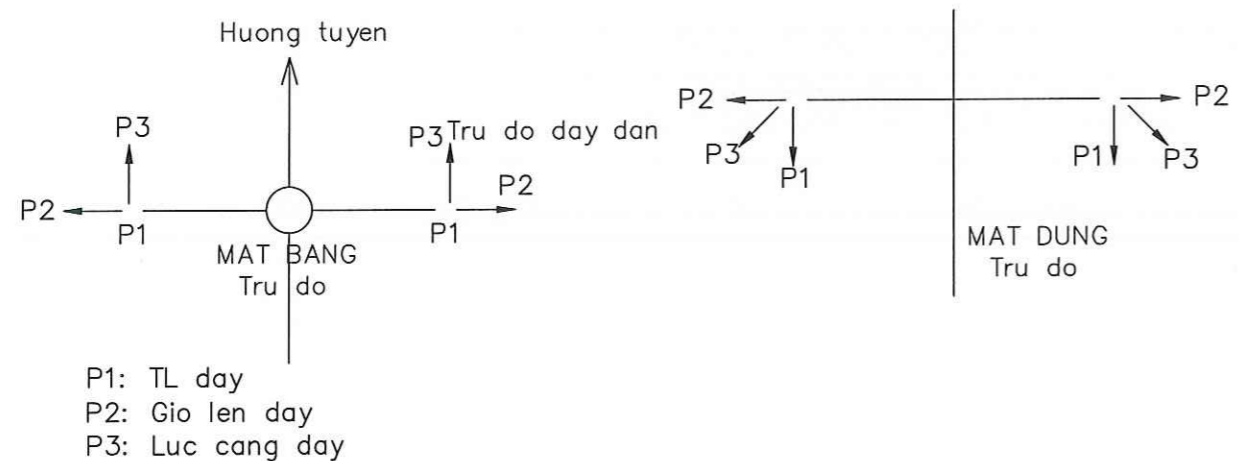 Huong tuyen
P3
P3 Tru do day dan
P2
P2
P1
P1
MAT BANG
Tru do
P2
P2
P3
P1
P1
P3
MAT DUNG
Tru do
P1: TL day
P2: Gio len day
P3: Luc cang day